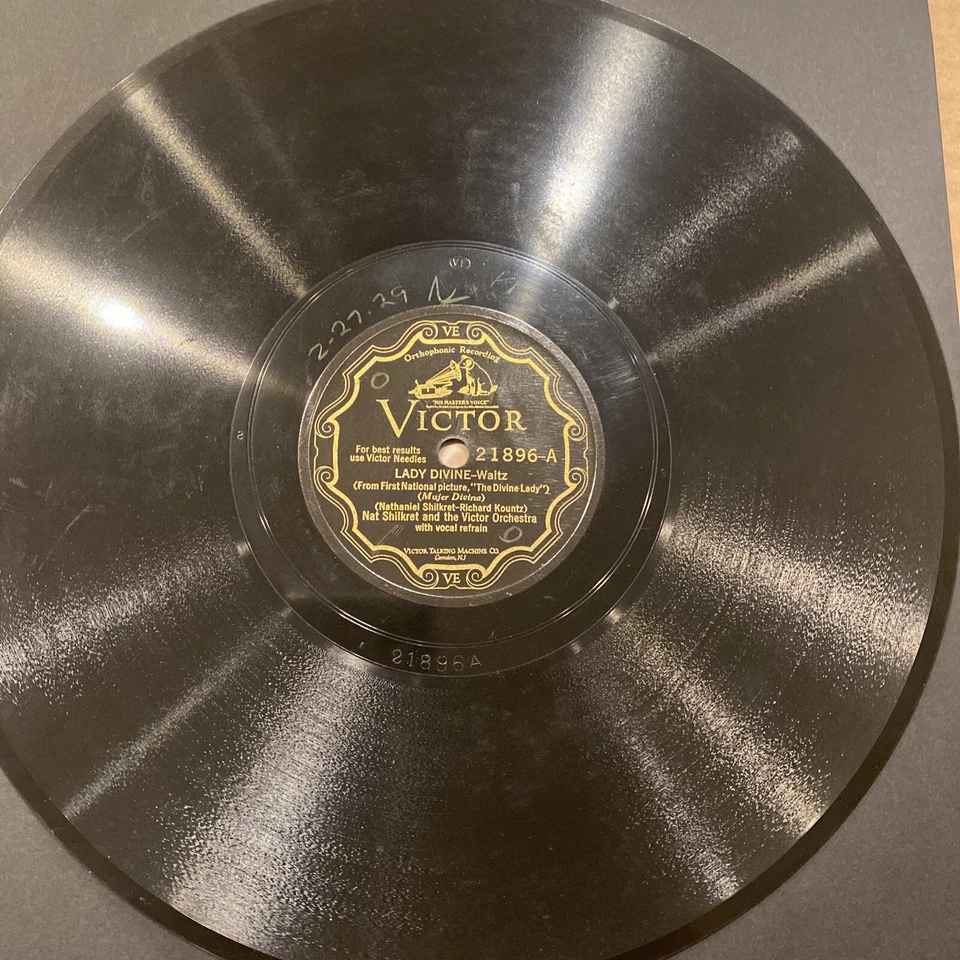 VE
2-27-29 N
VE
Orthophonic Recording
"HIS MASTER'S VOICE"
VICTOR
For best results
use Victor Needles
21896-A
LADY DIVINE-Waltz
(From First National picture, "The Divine Lady")
(Mujer Divina)
(Nathaniel Shilkret-Richard Kountz)
Nat Shilkret and the Victor Orchestra
with vocal refrain
VICTOR TALKING MACHINE CO.
Camden, N.J
VE
21896A